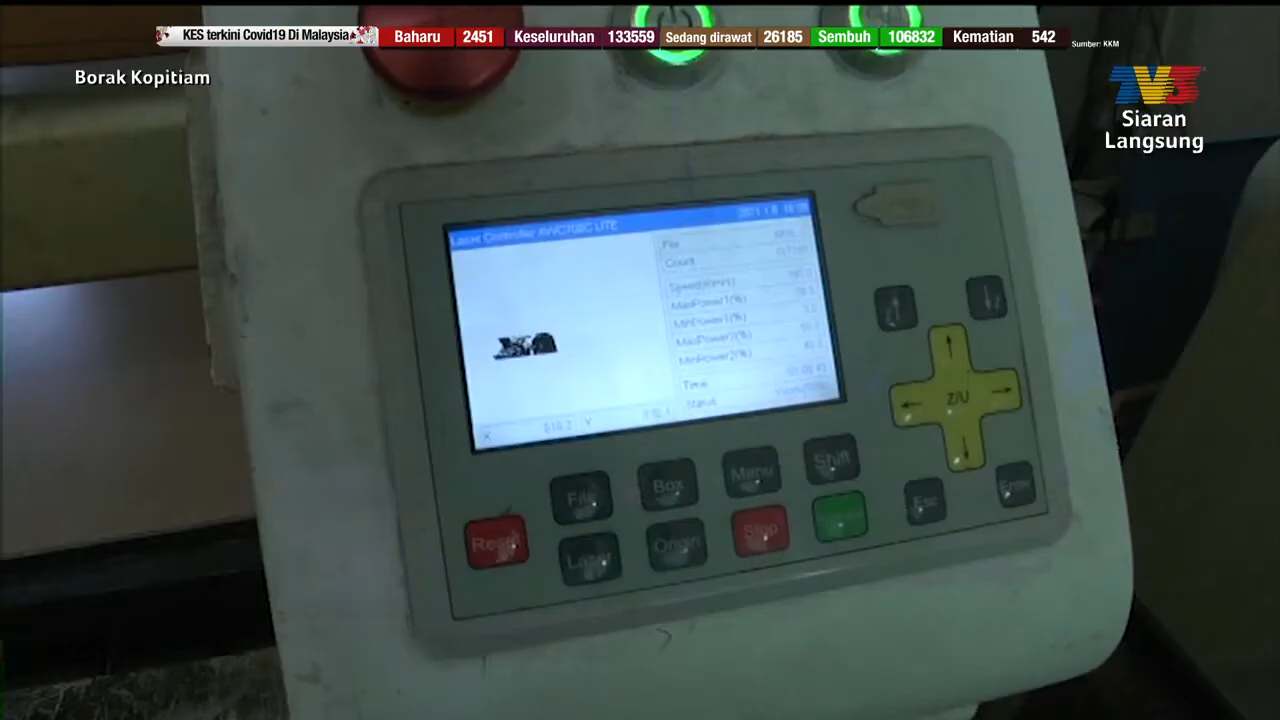 KES terkini Covid19 Di Malaysia Baharu 2451 Keseluruhan 133559 Sedang dirawat 26185 Sembuh 106832 Kematian 542
Sumber: KKM
Borak Kopitiam
TV3
Siaran
Langsung
Laser Controller
File
Count
Speed(mm/s)
MaxPower1(%)
MinPower1(%)
MaxPower2(%)
MinPower2(%)
Time
Status
X Y
Z/U
File Box Menu Shift
Esc Enter
Reset Laser Origin Stop